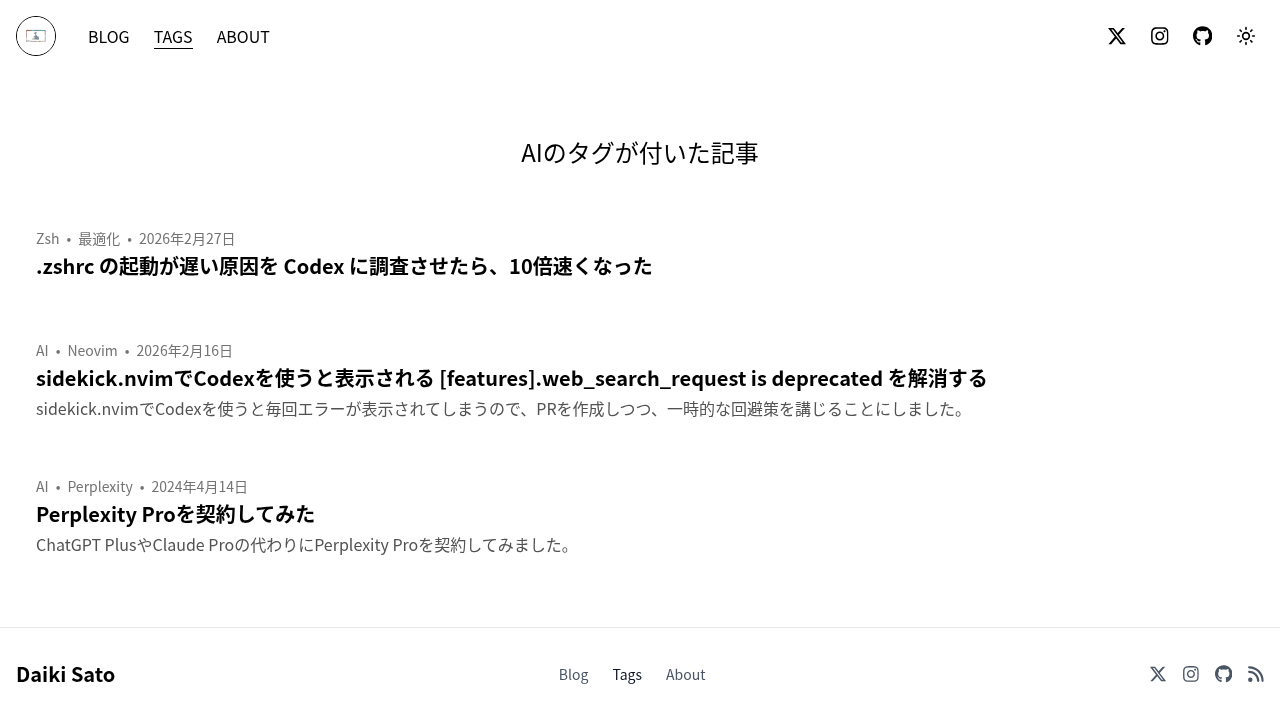 BLOG TAGS ABOUT
AIのタグが付いた記事
Zsh • 最適化 • 2026年2月27日
.zshrc の起動が遅い原因を Codex に調査させたら、10倍速くなった
AI • Neovim • 2026年2月16日
sidekick.nvimでCodexを使うと表示される [features].web_search_request is deprecated を解消する
sidekick.nvimでCodexを使うと毎回エラーが表示されてしまうので、PRを作成しつつ、一時的な回避策を講じることにしました。
AI • Perplexity • 2024年4月14日
Perplexity Proを契約してみた
ChatGPT PlusやClaude Proの代わりにPerplexity Proを契約してみました。
Daiki Sato
Blog Tags About